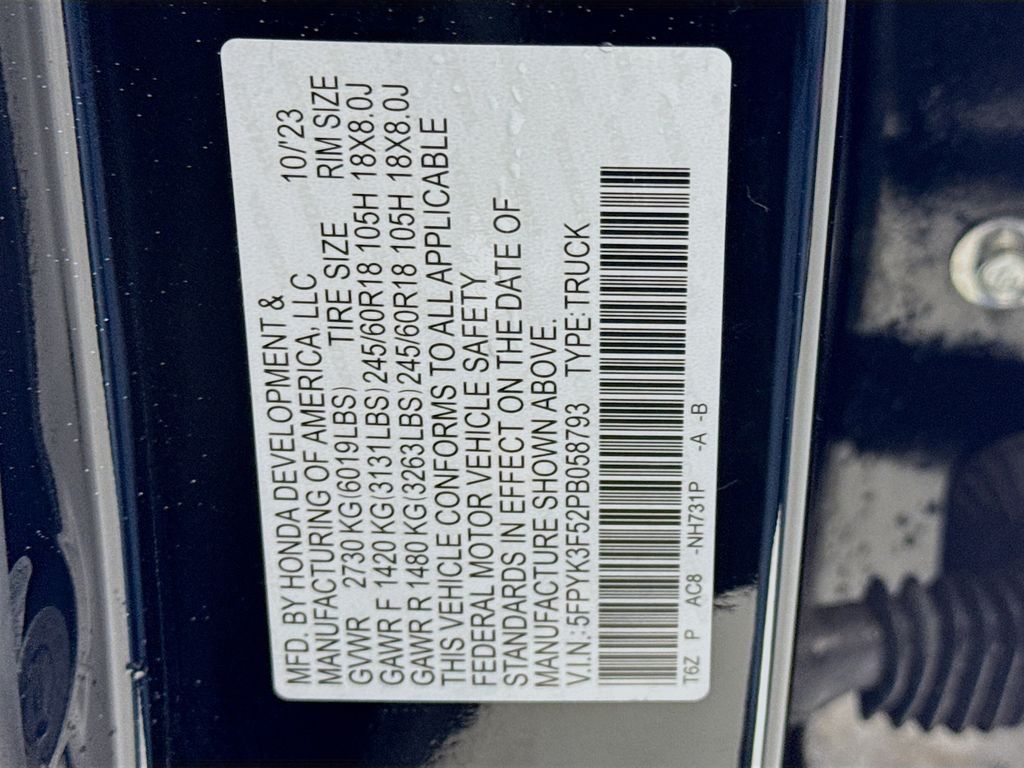 MFD. BY HONDA DEVELOPMENT &
MANUFACTURING OF AMERICA, LLC 10/'23
GVWR 2730 KG(6019LBS) TIRE SIZE RIM SIZE
GAWR F 1420 KG(3131LBS) 245/60R18 105H 18X8.0J
GAWR R 1480 KG(3263LBS) 245/60R18 105H 18X8.0J
THIS VEHICLE CONFORMS TO ALL APPLICABLE
FEDERAL MOTOR VEHICLE SAFETY
STANDARDS IN EFFECT ON THE DATE OF
MANUFACTURE SHOWN ABOVE.
V.I.N.:5FPYK3F52PB058793 TYPE:TRUCK
T6Z P AC8 -NH731P -A -B